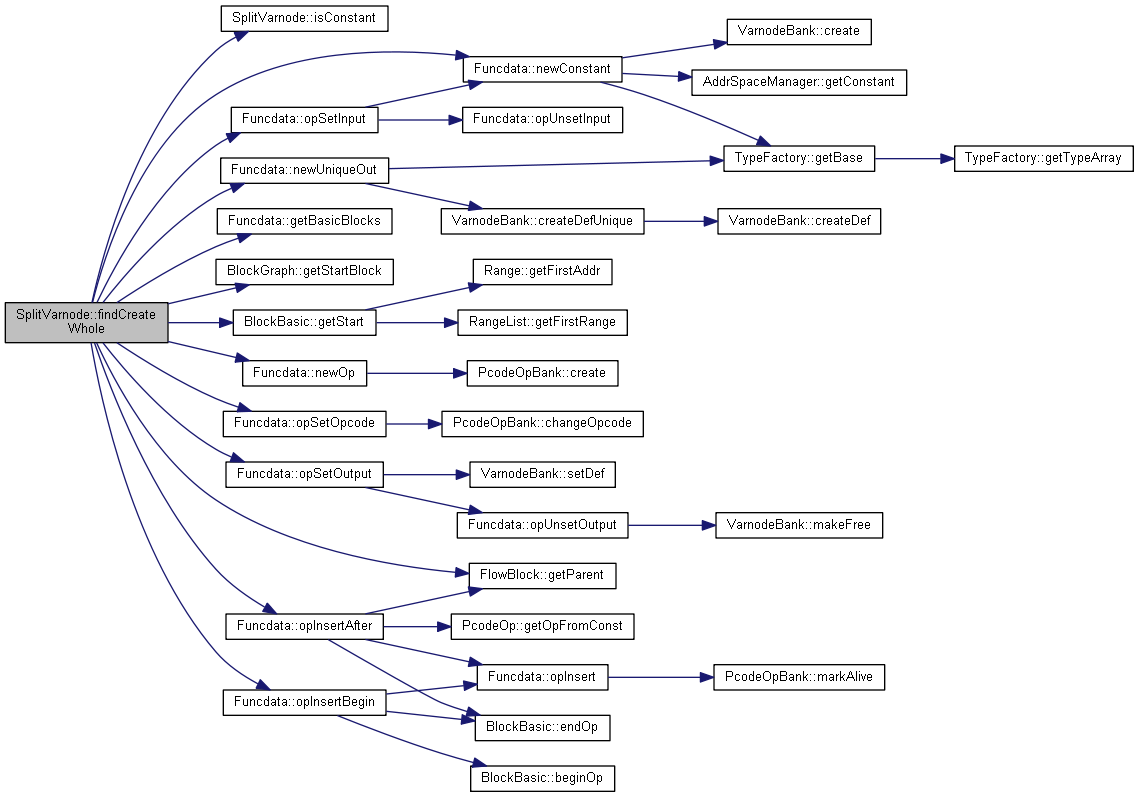 SplitVarnode::isConstant
VarnodeBank::create
Funcdata::newConstant
AddrSpaceManager::getConstant
Funcdata::opSetInput
Funcdata::opUnsetInput
TypeFactory::getBase
TypeFactory::getTypeArray
Funcdata::newUniqueOut
Funcdata::getBasicBlocks
VarnodeBank::createDefUnique
VarnodeBank::createDef
BlockGraph::getStartBlock
Range::getFirstAddr
SplitVarnode::findCreate
Whole
BlockBasic::getStart
RangeList::getFirstRange
Funcdata::newOp
PcodeOpBank::create
Funcdata::opSetOpcode
PcodeOpBank::changeOpcode
Funcdata::opSetOutput
VarnodeBank::setDef
Funcdata::opUnsetOutput
VarnodeBank::makeFree
FlowBlock::getParent
Funcdata::opInsertAfter
PcodeOp::getOpFromConst
Funcdata::opInsert
PcodeOpBank::markAlive
Funcdata::opInsertBegin
BlockBasic::endOp
BlockBasic::beginOp